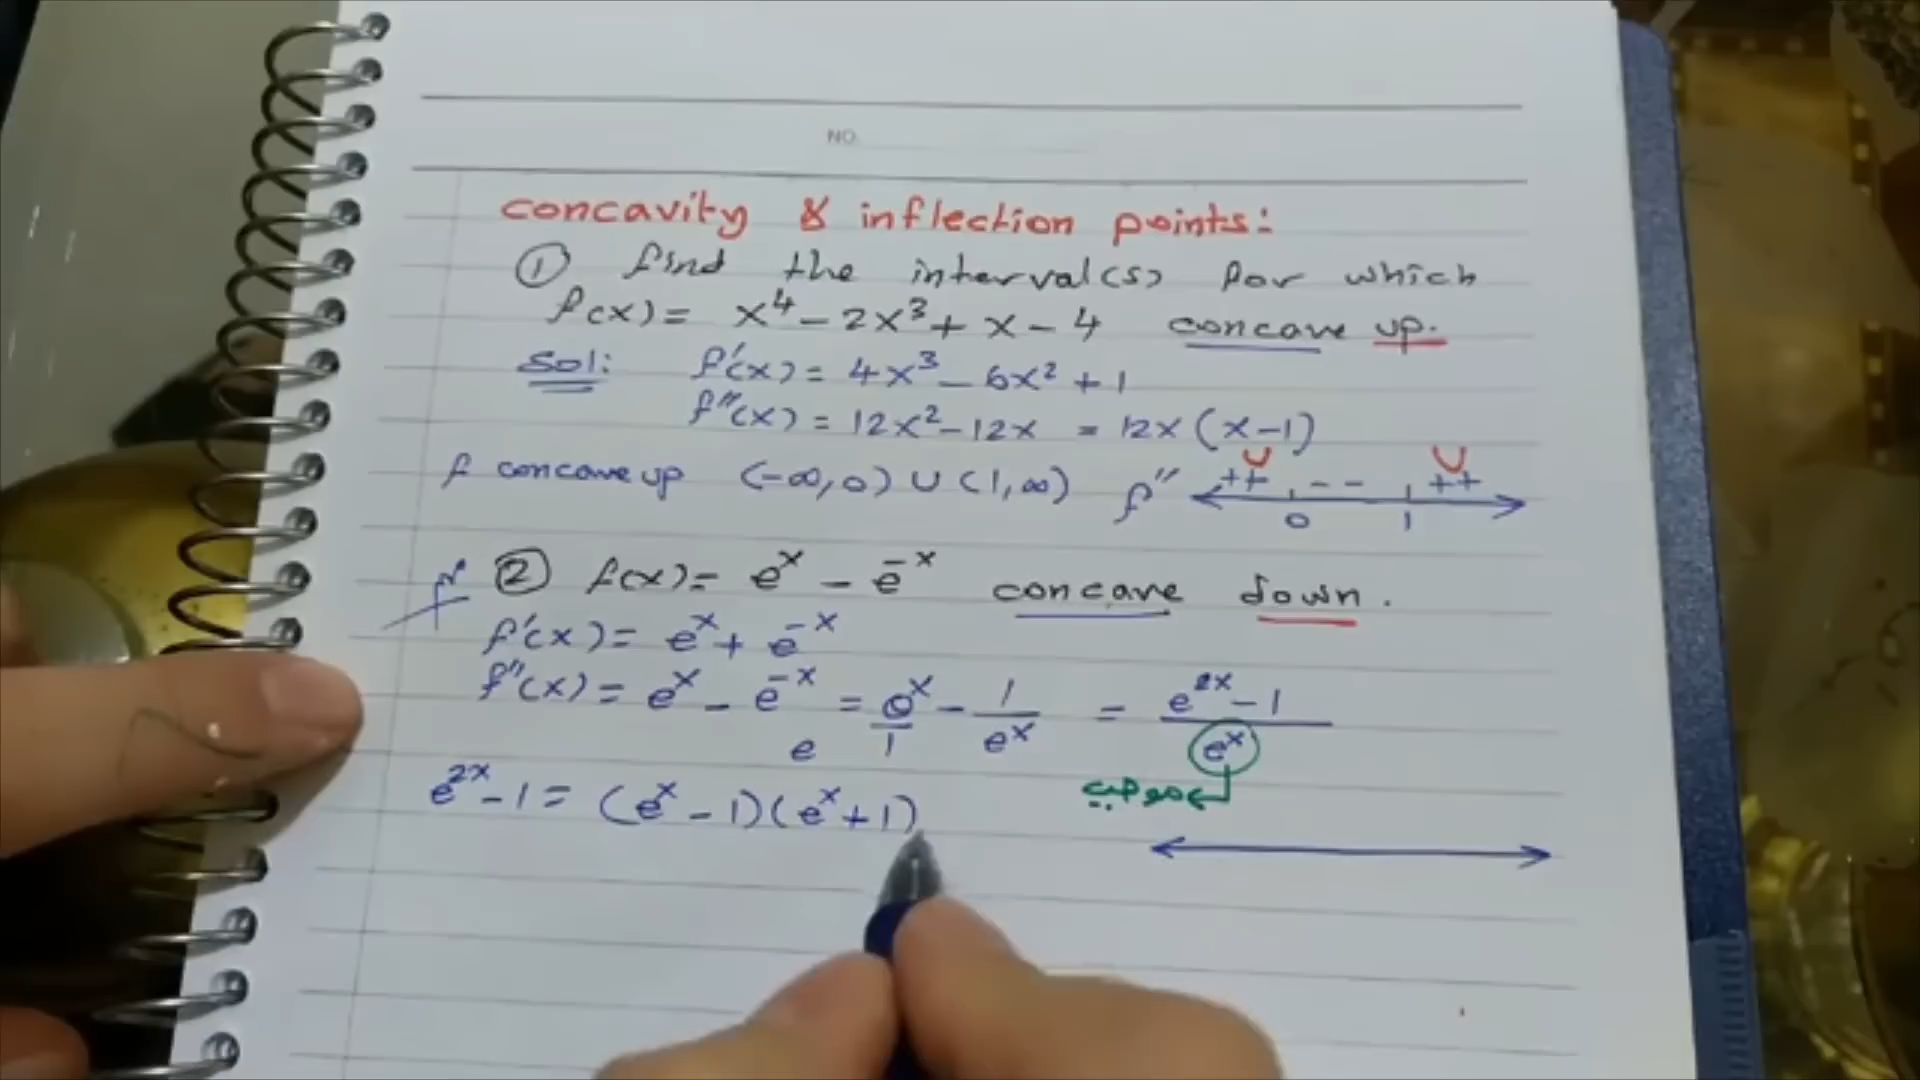 NO.
concavity & inflection points:
① find the interval(s) for which
f(x) = x⁴ - 2x³ + x - 4 concave up.
Sol: f'(x) = 4x³ - 6x² + 1
f''(x) = 12x² - 12x = 12x (x-1)
f concave up (-∞,0) ∪ (1,∞) f'' ++ - - ++
0 1
② f(x) = eˣ - e⁻ˣ concave down.
f'(x) = eˣ + e⁻ˣ
f''(x) = eˣ - e⁻ˣ = eˣ/1 - 1/eˣ = (e²ˣ - 1)/eˣ
e
موجب
e²ˣ - 1 = (eˣ - 1)(eˣ + 1)